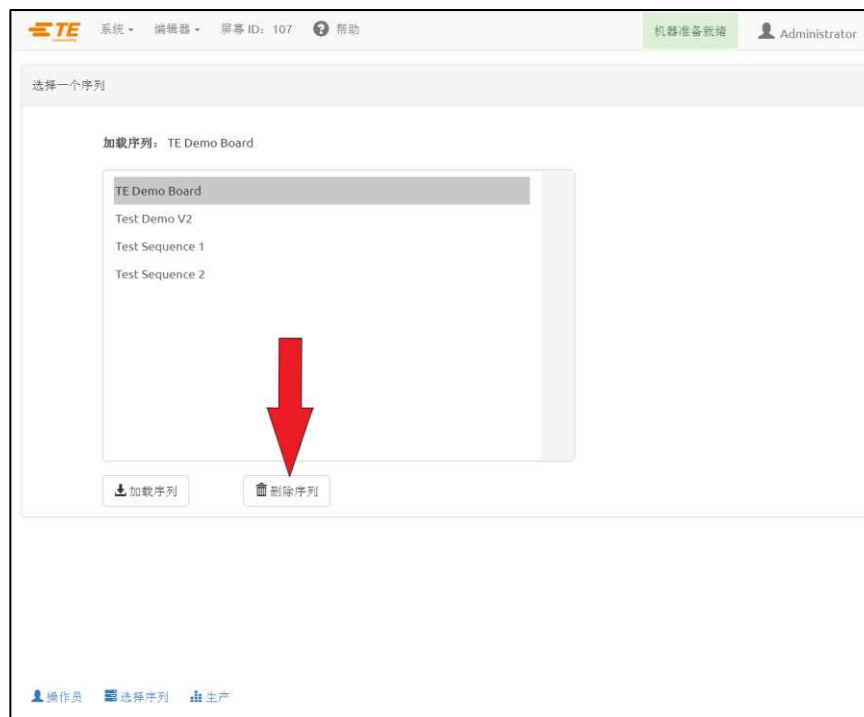 TE 系统 编辑器 屏幕 ID: 107 帮助 机器准备就绪 Administrator
选择一个序列
加载序列: TE Demo Board
TE Demo Board
Test Demo V2
Test Sequence 1
Test Sequence 2
加载序列 删除序列
操作员 选择序列 生产